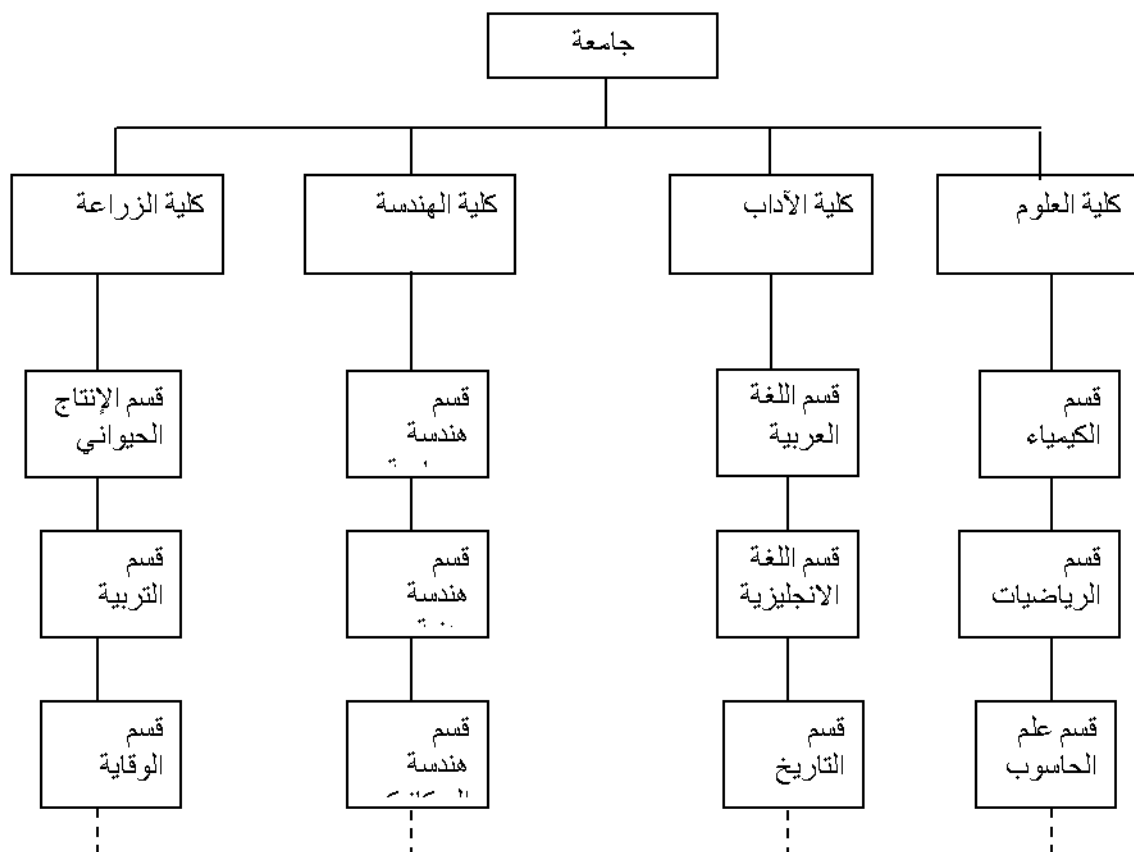 جامعة
كلية العلوم
كلية الآداب
كلية الهندسة
كلية الزراعة
قسم
الكيمياء
قسم اللغة
العربية
قسم
هندسة
قسم الإنتاج
الحيواني
قسم
الرياضيات
قسم اللغة
الانجليزية
قسم
هندسة
قسم
التربية
قسم علم
الحاسوب
قسم
التاريخ
قسم
هندسة
قسم
الوقاية